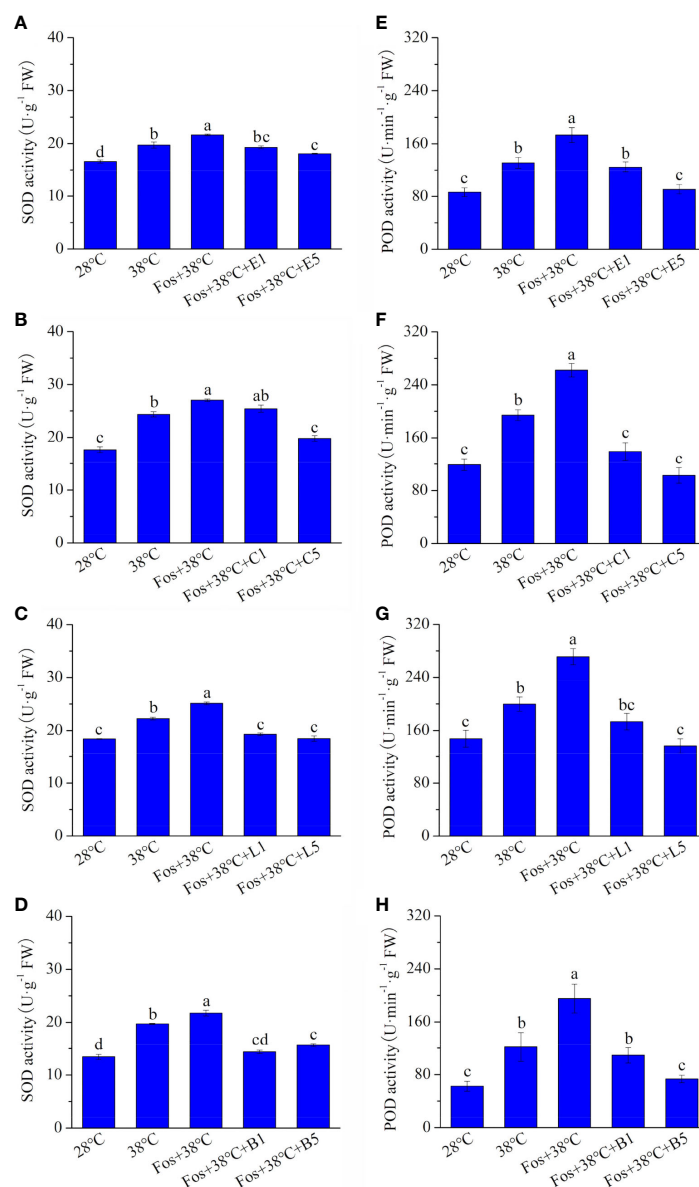 A
SOD activity (U·g⁻¹ FW)
40
30
20
10
0
d
b
a
bc
c
28°C
38°C
Fos+38°C
Fos+38°C+E1
Fos+38°C+E5
E
POD activity (U·min⁻¹·g⁻¹ FW)
320
240
160
80
0
c
b
a
b
c
28°C
38°C
Fos+38°C
Fos+38°C+E1
Fos+38°C+E5
B
SOD activity (U·g⁻¹ FW)
40
30
20
10
0
c
b
a
ab
c
28°C
38°C
Fos+38°C
Fos+38°C+C1
Fos+38°C+C5
F
POD activity (U·min⁻¹·g⁻¹ FW)
320
240
160
80
0
c
b
a
c
c
28°C
38°C
Fos+38°C
Fos+38°C+C1
Fos+38°C+C5
C
SOD activity (U·g⁻¹ FW)
40
30
20
10
0
c
b
a
c
c
28°C
38°C
Fos+38°C
Fos+38°C+L1
Fos+38°C+L5
G
POD activity (U·min⁻¹·g⁻¹ FW)
320
240
160
80
0
c
b
a
bc
c
28°C
38°C
Fos+38°C
Fos+38°C+L1
Fos+38°C+L5
D
SOD activity (U·g⁻¹ FW)
40
30
20
10
0
d
b
a
cd
c
28°C
38°C
Fos+38°C
Fos+38°C+B1
Fos+38°C+B5
H
POD activity (U·min⁻¹·g⁻¹ FW)
320
240
160
80
0
c
b
a
b
c
28°C
38°C
Fos+38°C
Fos+38°C+B1
Fos+38°C+B5